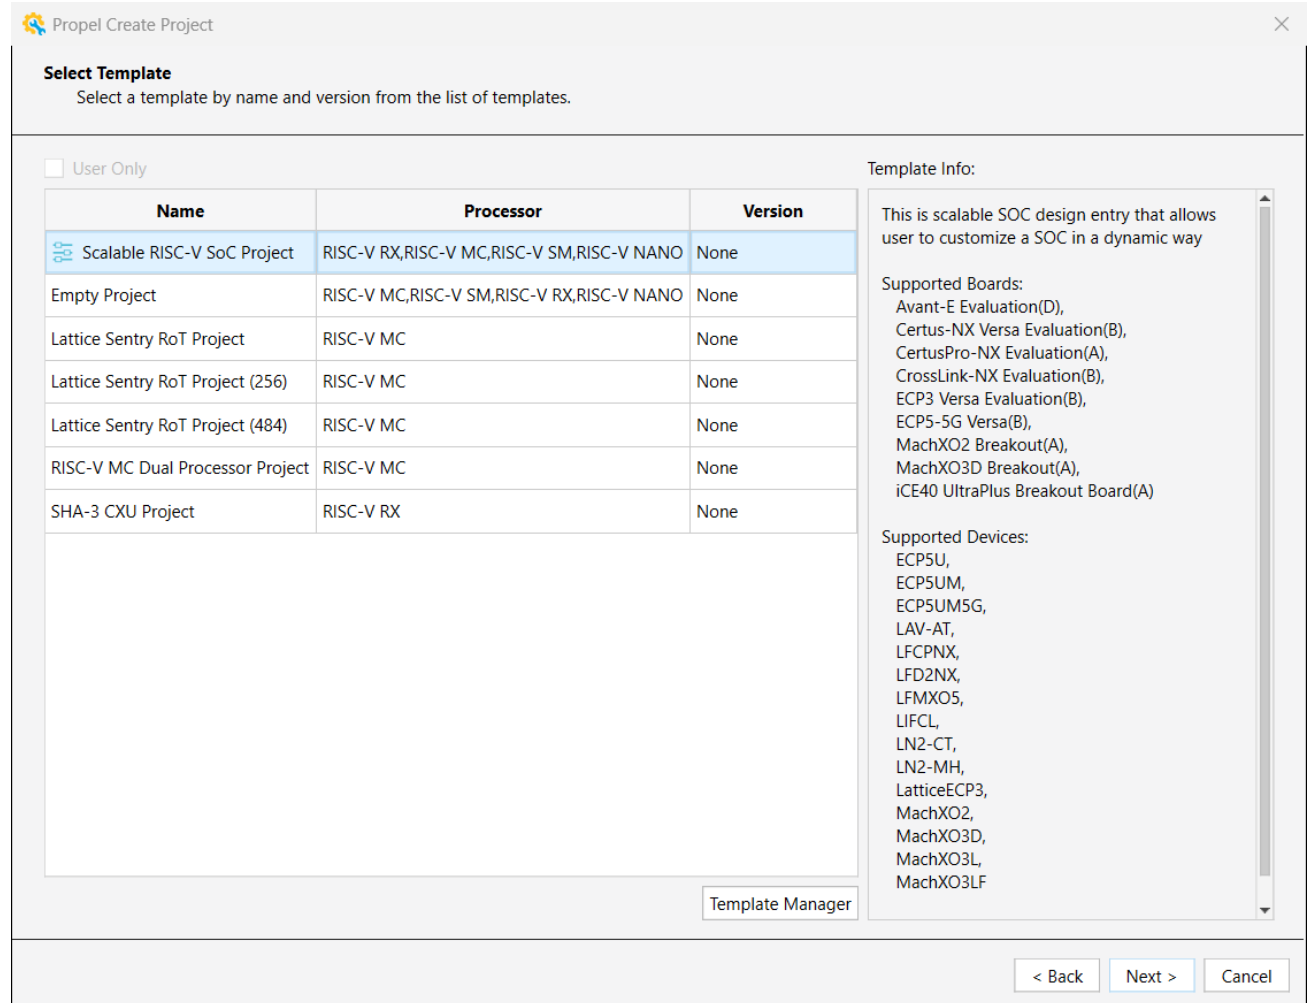 Propel Create Project
Select Template
Select a template by name and version from the list of templates.
User Only
Name Processor Version
Scalable RISC-V SoC Project RISC-V RX,RISC-V MC,RISC-V SM,RISC-V NANO None
Empty Project RISC-V MC,RISC-V SM,RISC-V RX,RISC-V NANO None
Lattice Sentry RoT Project RISC-V MC None
Lattice Sentry RoT Project (256) RISC-V MC None
Lattice Sentry RoT Project (484) RISC-V MC None
RISC-V MC Dual Processor Project RISC-V MC None
SHA-3 CXU Project RISC-V RX None
Template Manager
Template Info:
This is scalable SOC design entry that allows
user to customize a SOC in a dynamic way
Supported Boards:
Avant-E Evaluation(D),
Certus-NX Versa Evaluation(B),
CertusPro-NX Evaluation(A),
CrossLink-NX Evaluation(B),
ECP3 Versa Evaluation(B),
ECP5-5G Versa(B),
MachXO2 Breakout(A),
MachXO3D Breakout(A),
iCE40 UltraPlus Breakout Board(A)
Supported Devices:
ECP5U,
ECP5UM,
ECP5UM5G,
LAV-AT,
LFCPNX,
LFD2NX,
LFMXO5,
LIFCL,
LN2-CT,
LN2-MH,
LatticeECP3,
MachXO2,
MachXO3D,
MachXO3L,
MachXO3LF
< Back Next > Cancel